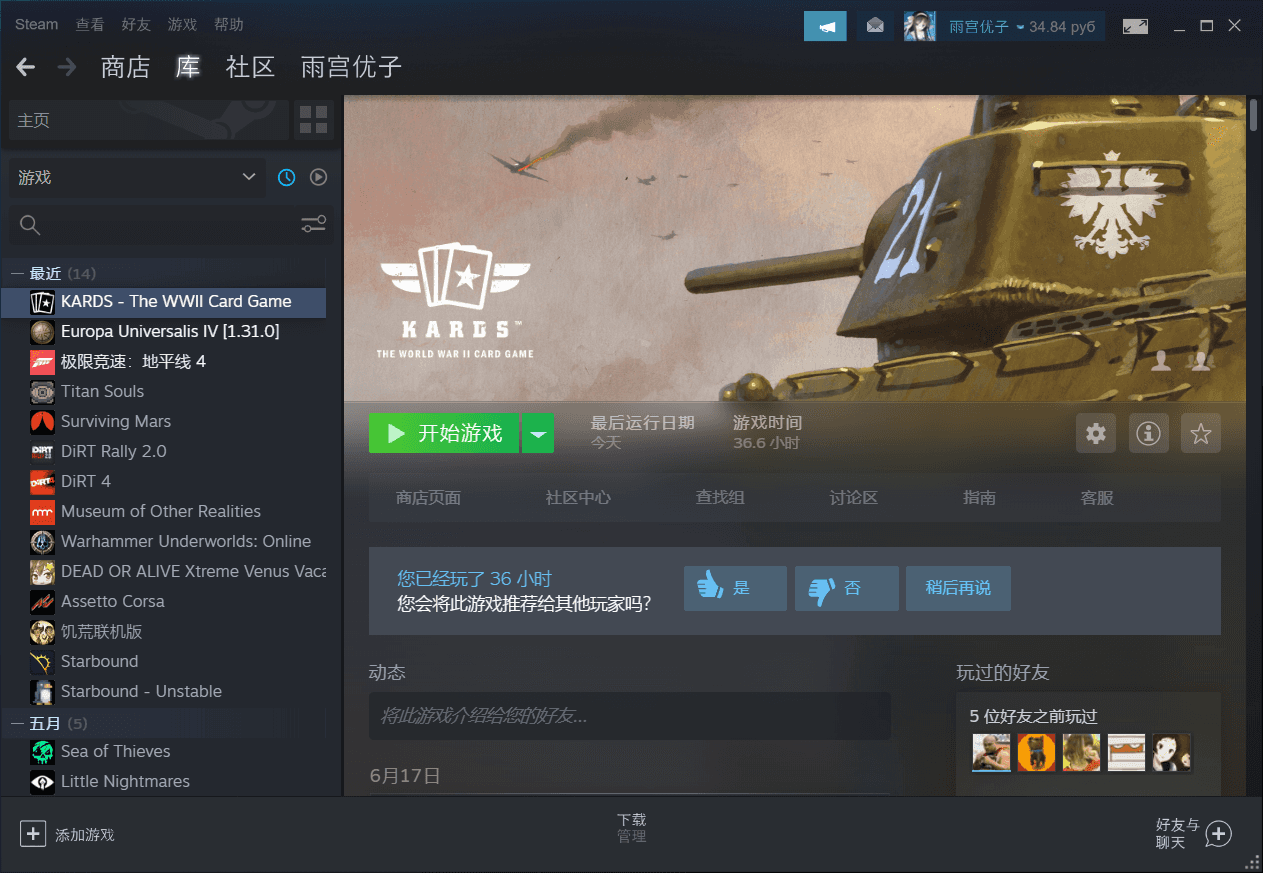 Steam 查看 好友 游戏 帮助
雨宫优子 34.84 pуб
商店 库 社区 雨宫优子
主页
游戏
最近 (14)
KARDS - The WWII Card Game
Europa Universalis IV [1.31.0]
极限竞速：地平线 4
Titan Souls
Surviving Mars
DiRT Rally 2.0
DiRT 4
Museum of Other Realities
Warhammer Underworlds: Online
DEAD OR ALIVE Xtreme Venus Vaca
Assetto Corsa
饥荒联机版
Starbound
Starbound - Unstable
五月 (5)
Sea of Thieves
Little Nightmares
21
KARDS™
THE WORLD WAR II CARD GAME
开始游戏
最后运行日期
今天
游戏时间
36.6 小时
商店页面 社区中心 查找组 讨论区 指南 客服
您已经玩了 36 小时
您会将此游戏推荐给其他玩家吗？
是 否 稍后再说
动态
将此游戏介绍给您的好友...
6月17日
玩过的好友
5 位好友之前玩过
添加游戏
下载
管理
好友与
聊天